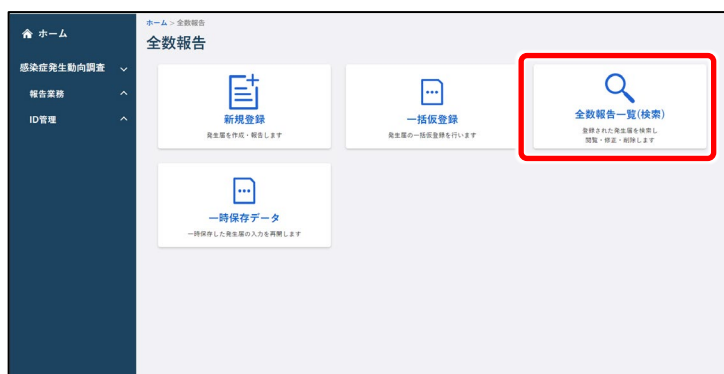 ホーム
感染症発生動向調査
報告業務
ID管理
ホーム > 全数報告
全数報告
新規登録
発生届を作成・報告します
一括仮登録
発生届の一括仮登録を行います
全数報告一覧(検索)
登録された発生届を検索し
閲覧・修正・削除します
一時保存データ
一時保存した発生届の入力を再開します